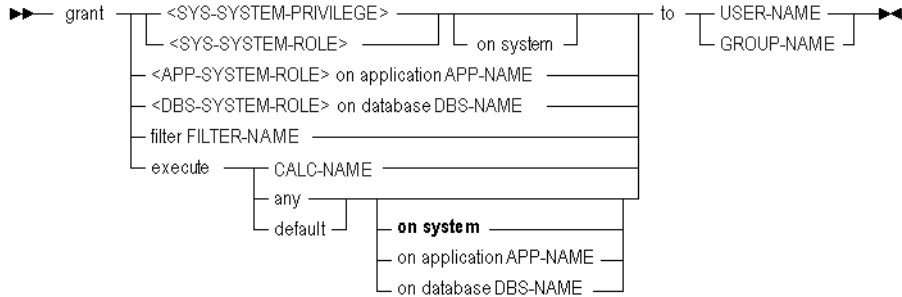 grant <SYS-SYSTEM-PRIVILEGE> to USER-NAME
<SYS-SYSTEM-ROLE> on system GROUP-NAME
<APP-SYSTEM-ROLE> on application APP-NAME
<DBS-SYSTEM-ROLE> on database DBS-NAME
filter FILTER-NAME
execute CALC-NAME
any
default on system
on application APP-NAME
on database DBS-NAME